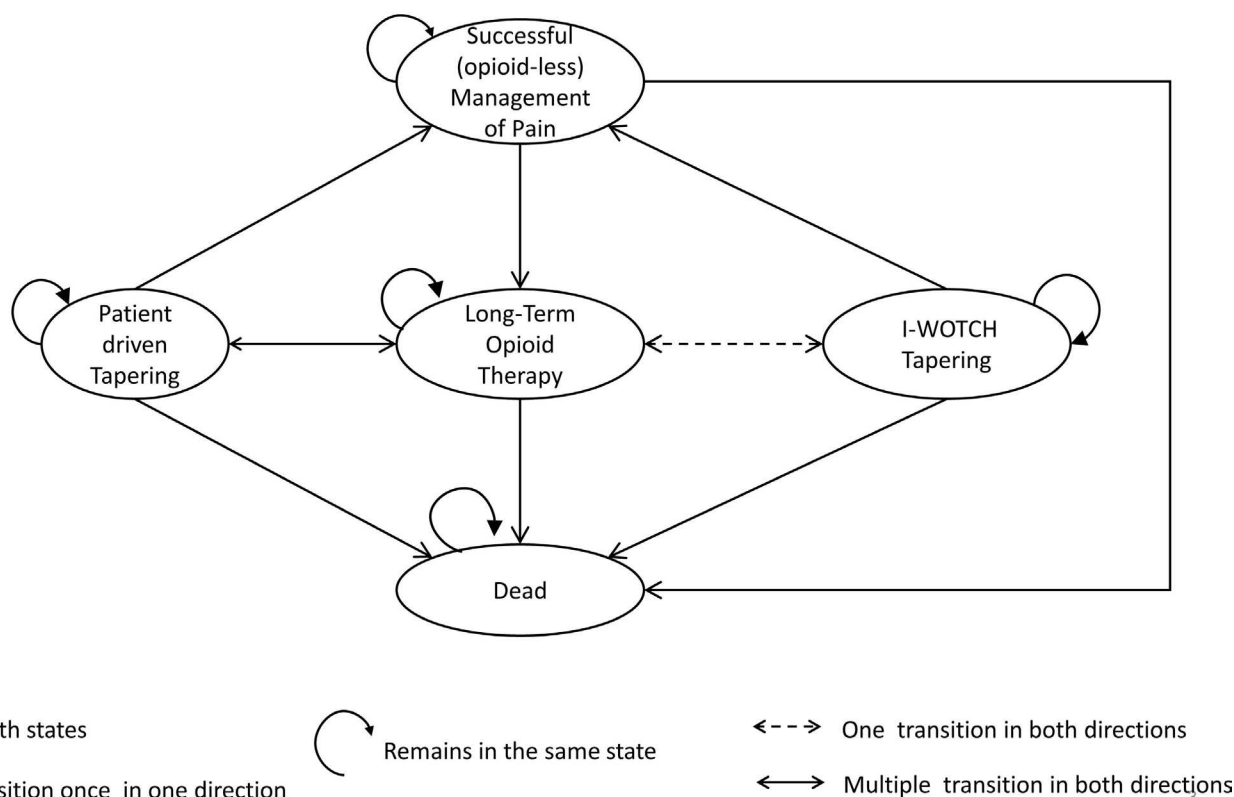 Successful
(opioid-less)
Management
of Pain
Patient
driven
Tapering
Long-Term
Opioid
Therapy
I-WOTCH
Tapering
Dead
th states
Remains in the same state
One transition in both directions
sition once in one direction
Multiple transition in both directions